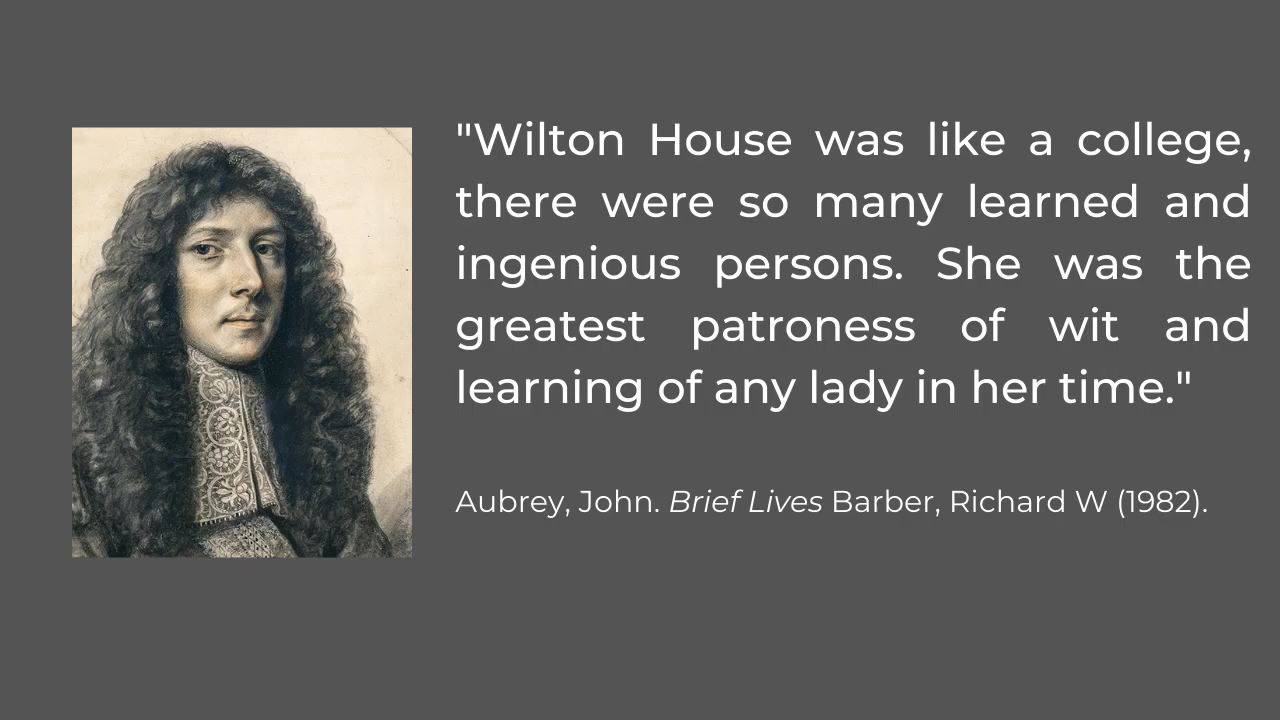 "Wilton House was like a college,
there were so many learned and
ingenious persons. She was the
greatest patroness of wit and
learning of any lady in her time."
Aubrey, John. Brief Lives Barber, Richard W (1982).